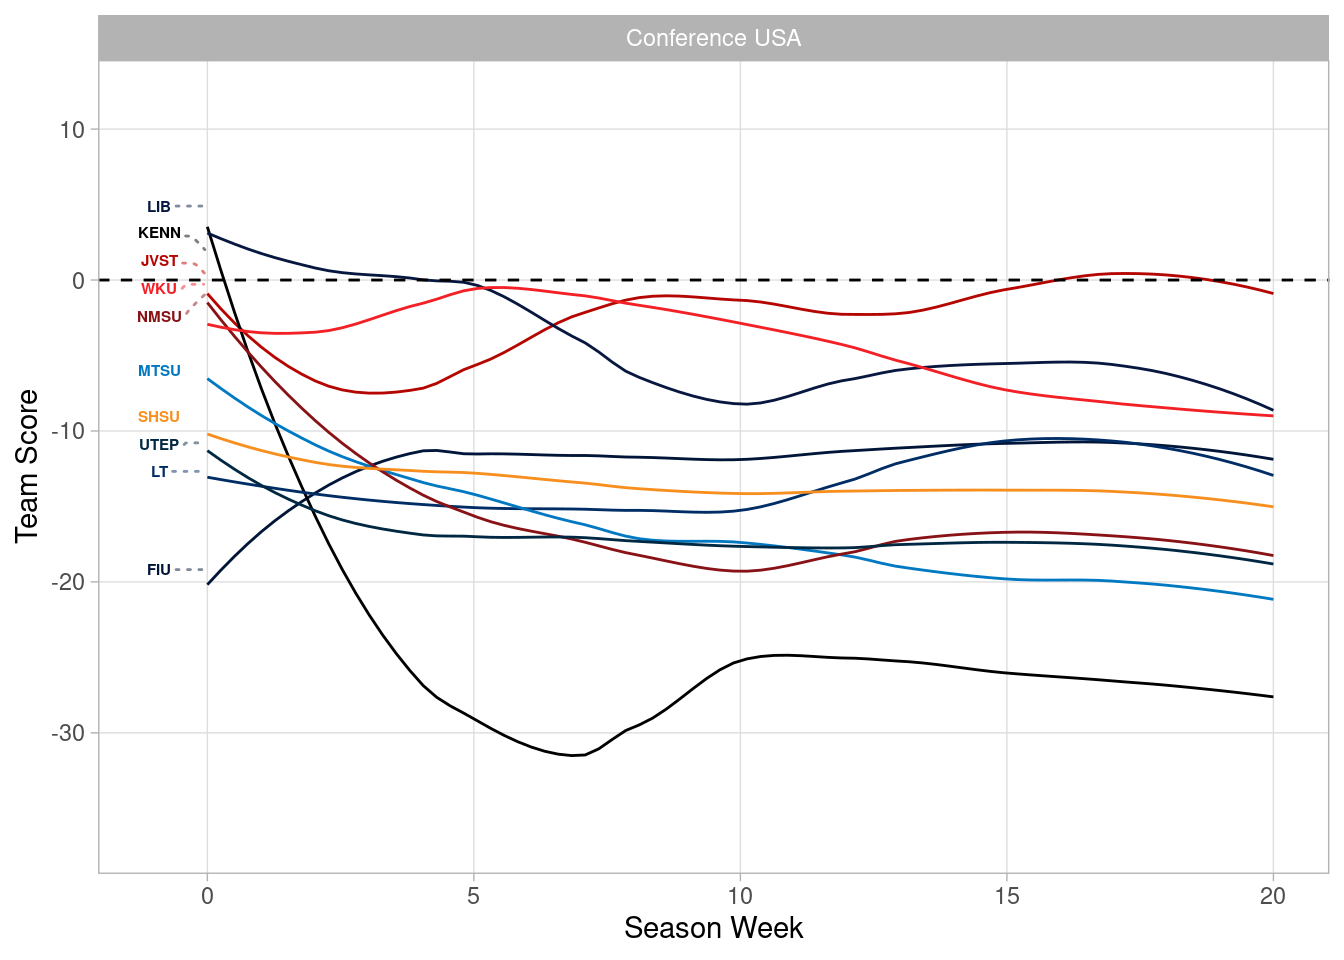 Conference USA
10
0
-10
-20
-30
Team Score
LIB
KENN
JVST
WKU
NMSU
MTSU
SHSU
UTEP
LT
FIU
0 5 10 15 20
Season Week